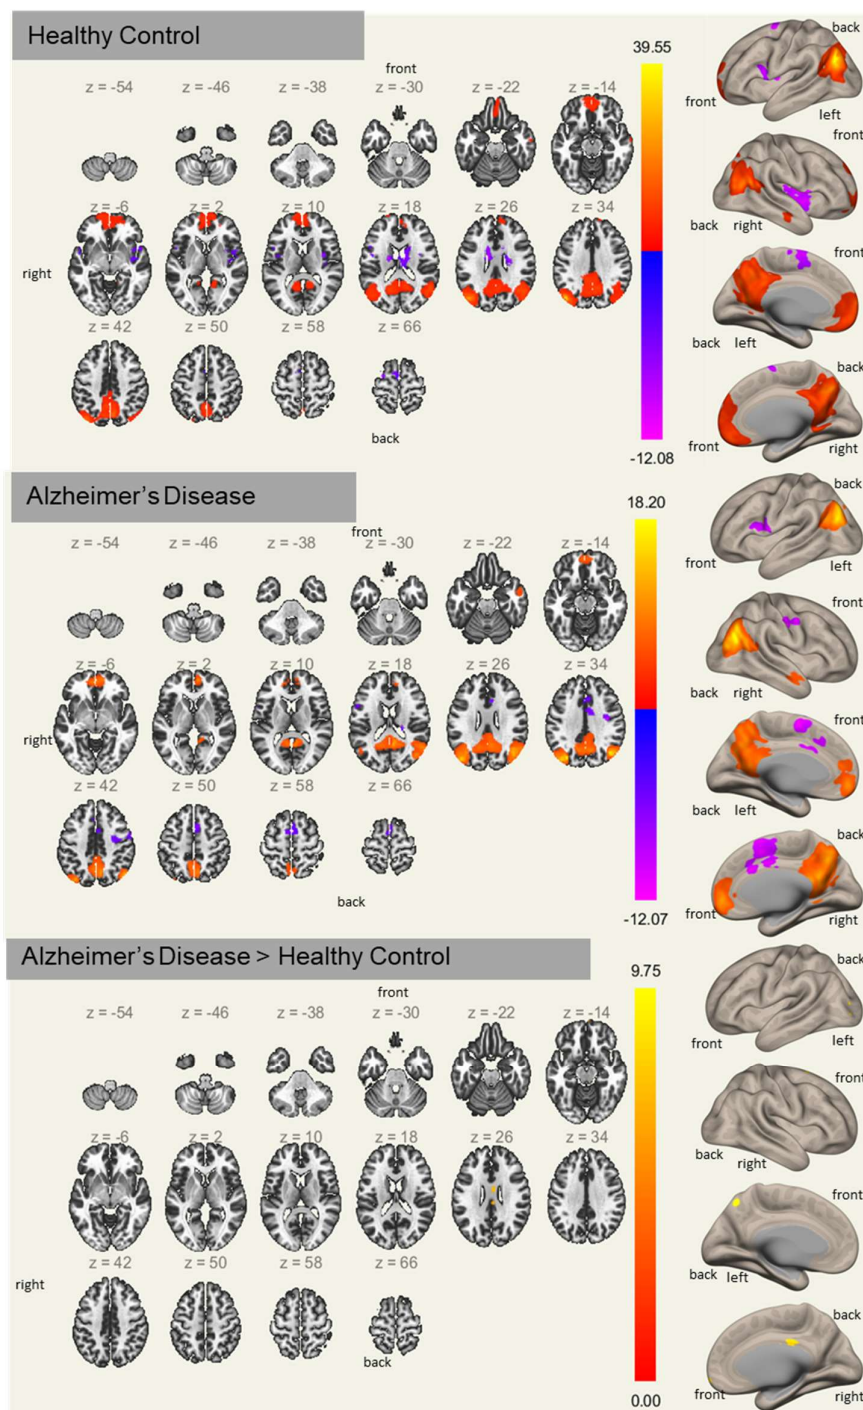 Healthy Control
front
z = -54 z = -46 z = -38 z = -30 z = -22 z = -14
z = -6 z = 2 z = 10 z = 18 z = 26 z = 34
right
z = 42 z = 50 z = 58 z = 66
back
39.55
-12.08
back
front
left
front
back right
front
back left
back
front right
Alzheimer's Disease
front
z = -54 z = -46 z = -38 z = -30 z = -22 z = -14
z = -6 z = 2 z = 10 z = 18 z = 26 z = 34
right
z = 42 z = 50 z = 58 z = 66
back
18.20
-12.07
back
front left
front
back right
front
back left
back
front right
Alzheimer's Disease > Healthy Control
front
z = -54 z = -46 z = -38 z = -30 z = -22 z = -14
z = -6 z = 2 z = 10 z = 18 z = 26 z = 34
z = 42 z = 50 z = 58 z = 66
right
back
9.75
0.00
back
front left
front
back right
front
back left
back
front right